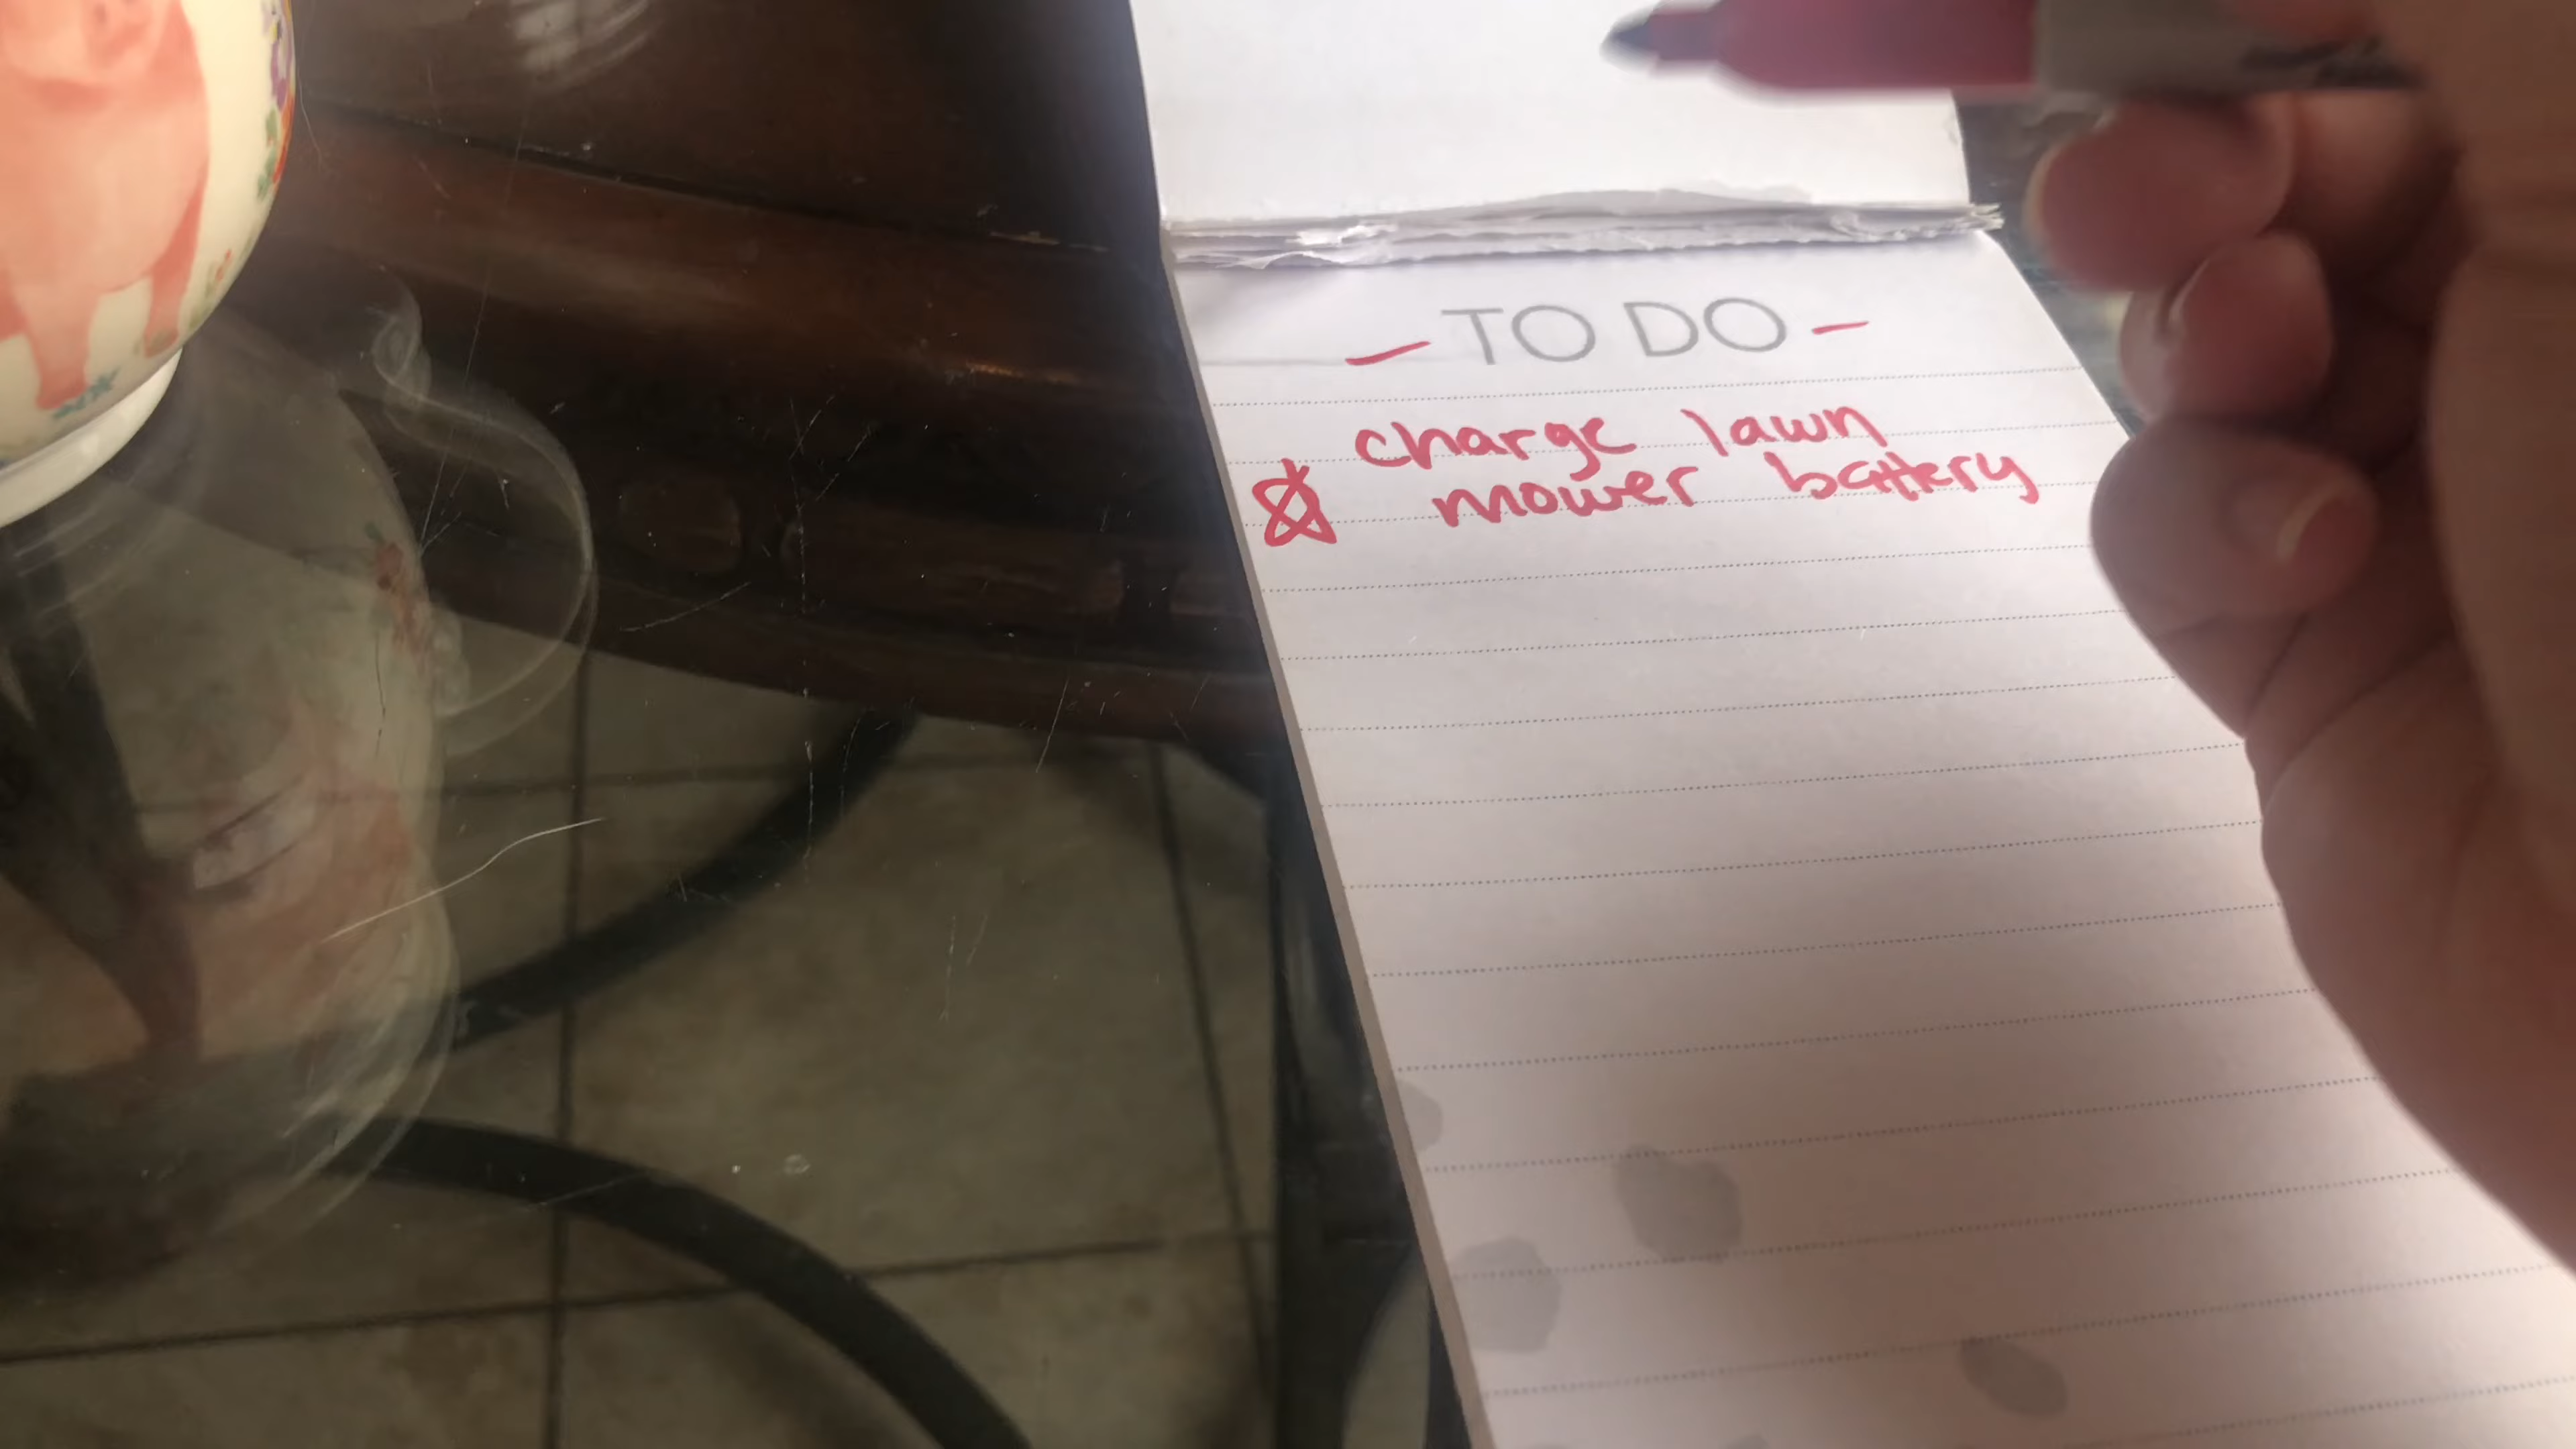 — TO DO —
charge lawn
mower battery